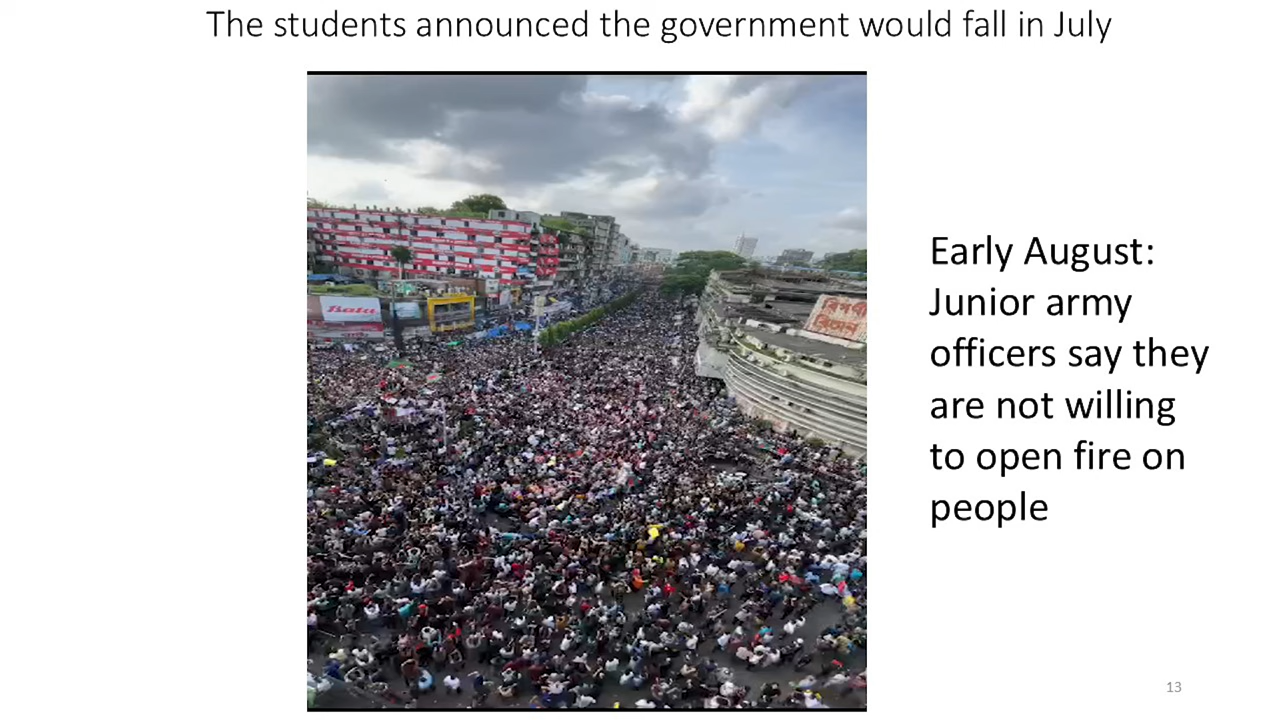 The students announced the government would fall in July
Bata
Early August:
Junior army
officers say they
are not willing
to open fire on
people
13